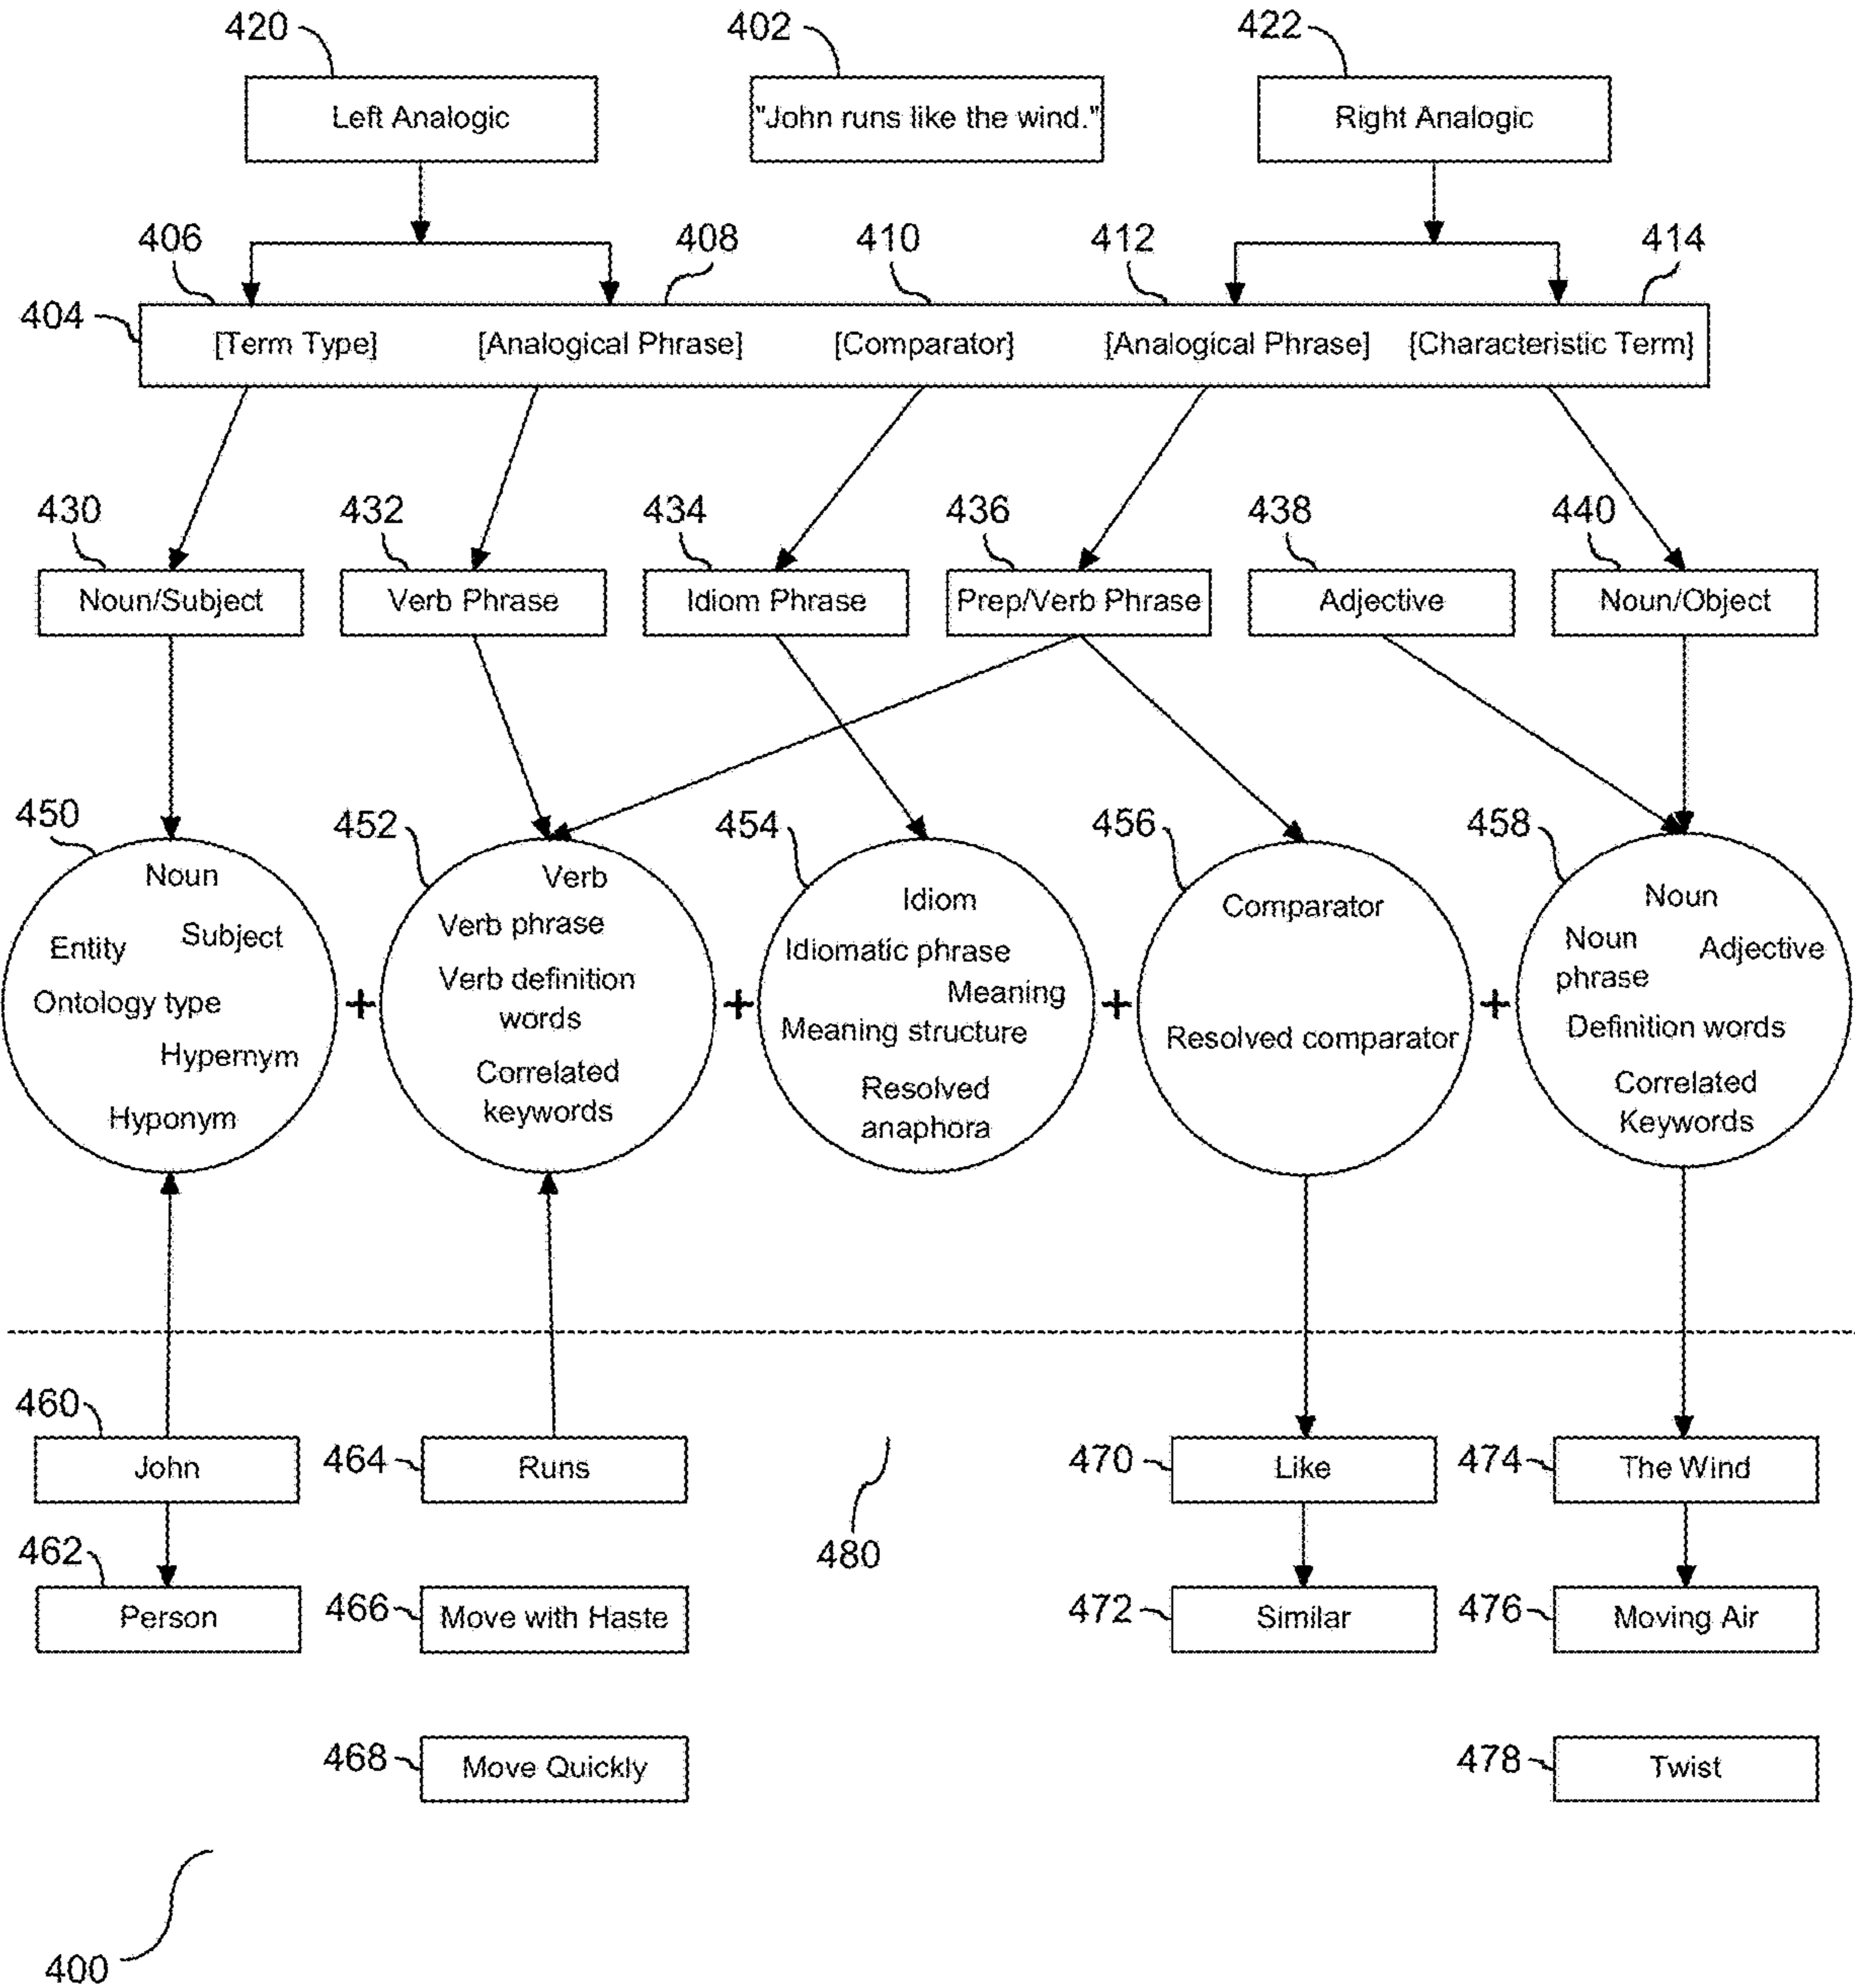 420
402
422
Left Analogic
"John runs like the wind."
Right Analogic
406
408
410
412
414
404
[Term Type]
[Analogical Phrase]
[Comparator]
[Analogical Phrase]
[Characteristic Term]
430
432
434
436
438
440
Noun/Subject
Verb Phrase
Idiom Phrase
Prep/Verb Phrase
Adjective
Noun/Object
450
452
454
456
458
Noun
Subject
Entity
Ontology type
Hypernym
Hyponym
+
Verb
Verb phrase
Verb definition
words
Correlated
keywords
+
Idiom
Idiomatic phrase
Meaning
Meaning structure
Resolved
anaphora
+
Comparator
Resolved comparator
+
Noun
Noun
phrase
Adjective
Definition words
Correlated
Keywords
460
John
464
Runs
470
Like
474
The Wind
480
462
Person
466
Move with Haste
472
Similar
476
Moving Air
468
Move Quickly
478
Twist
400